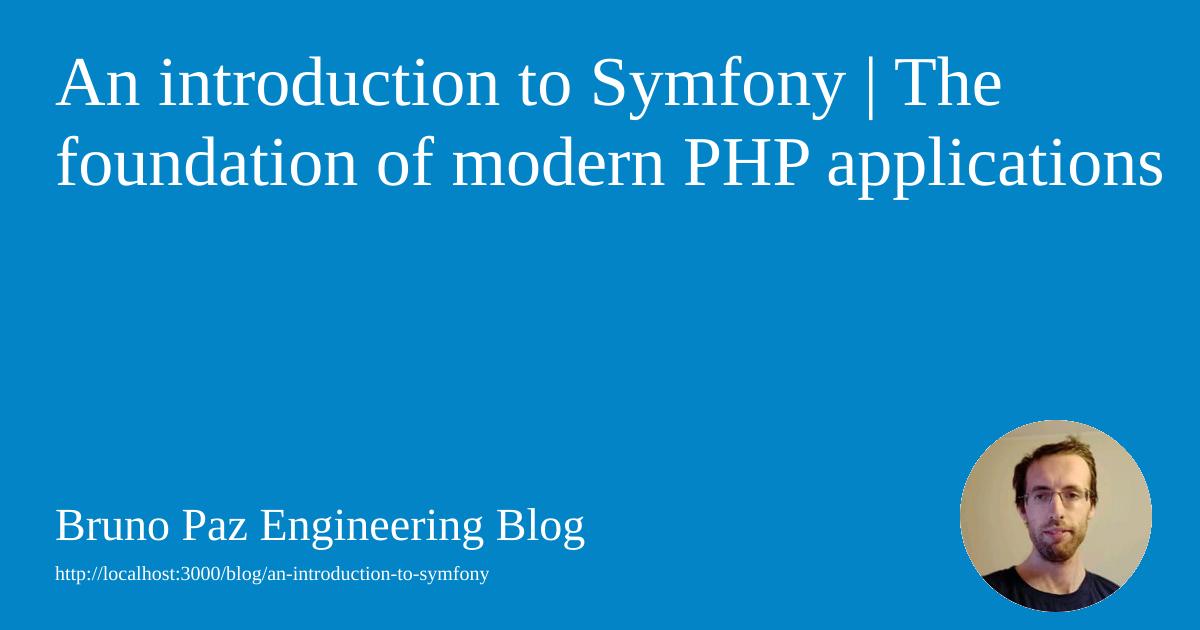 An introduction to Symfony | The
foundation of modern PHP applications
Bruno Paz Engineering Blog
http://localhost:3000/blog/an-introduction-to-symfony